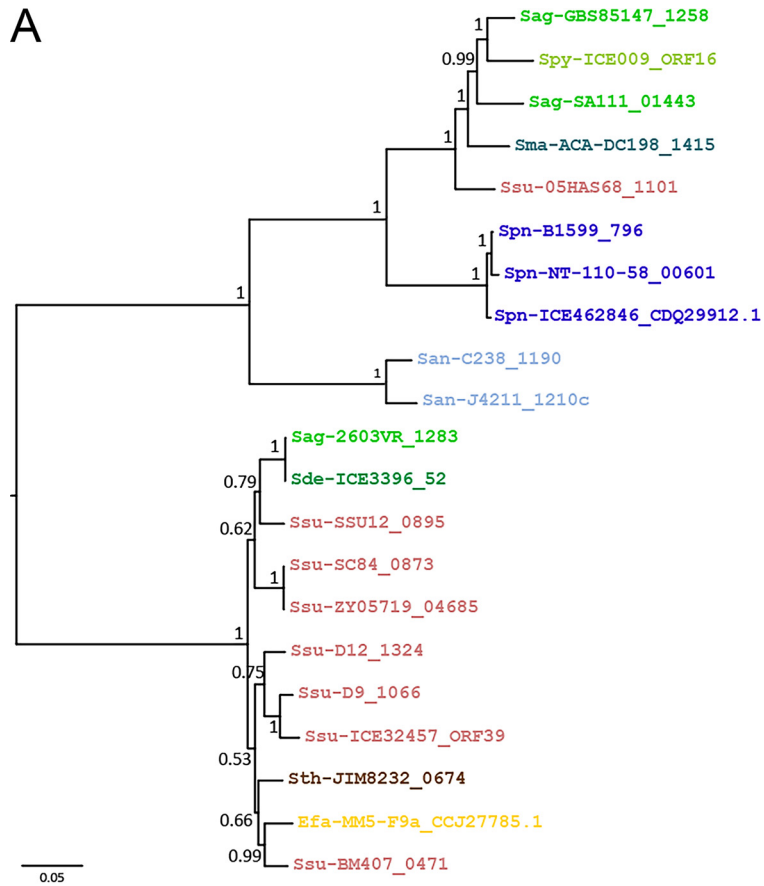 A
Sag-GBS85147_1258
1
Spy-ICE009_ORF16
0.99
Sag-SA111_01443
1
Sma-ACA-DC198_1415
1
Ssu-05HAS68_1101
1
Spn-B1599_796
1
Spn-NT-110-58_00601
1
Spn-ICE462846_CDQ29912.1
1
San-C238_1190
1
San-J4211_1210c
Sag-2603VR_1283
1
Sde-ICE3396_52
0.79
Ssu-SSU12_0895
0.62
Ssu-SC84_0873
1
Ssu-ZY05719_04685
1
Ssu-D12_1324
0.75
Ssu-D9_1066
1
Ssu-ICE32457_ORF39
0.53
Sth-JIM8232_0674
0.66
Efa-MM5-F9a_CCJ27785.1
0.99
Ssu-BM407_0471
0.05